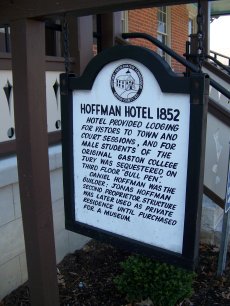 HOFFMAN HOTEL 1852
HOTEL PROVIDED LODGING
FOR VISTORS TO TOWN AND
COURT SESSIONS, AND FOR
MALE STUDENTS OF THE
ORIGINAL GASTON COLLEGE
JURY WAS SEQUESTERED ON
THIRD FLOOR "BULL PEN".
DANIEL HOFFMAN WAS THE
BUILDER; JONAS HOFFMAN
SECOND PROPRIETOR. STRUCTURE
WAS LATER USED AS PRIVATE
RESIDENCE UNTIL PURCHASED
FOR A MUSEUM.